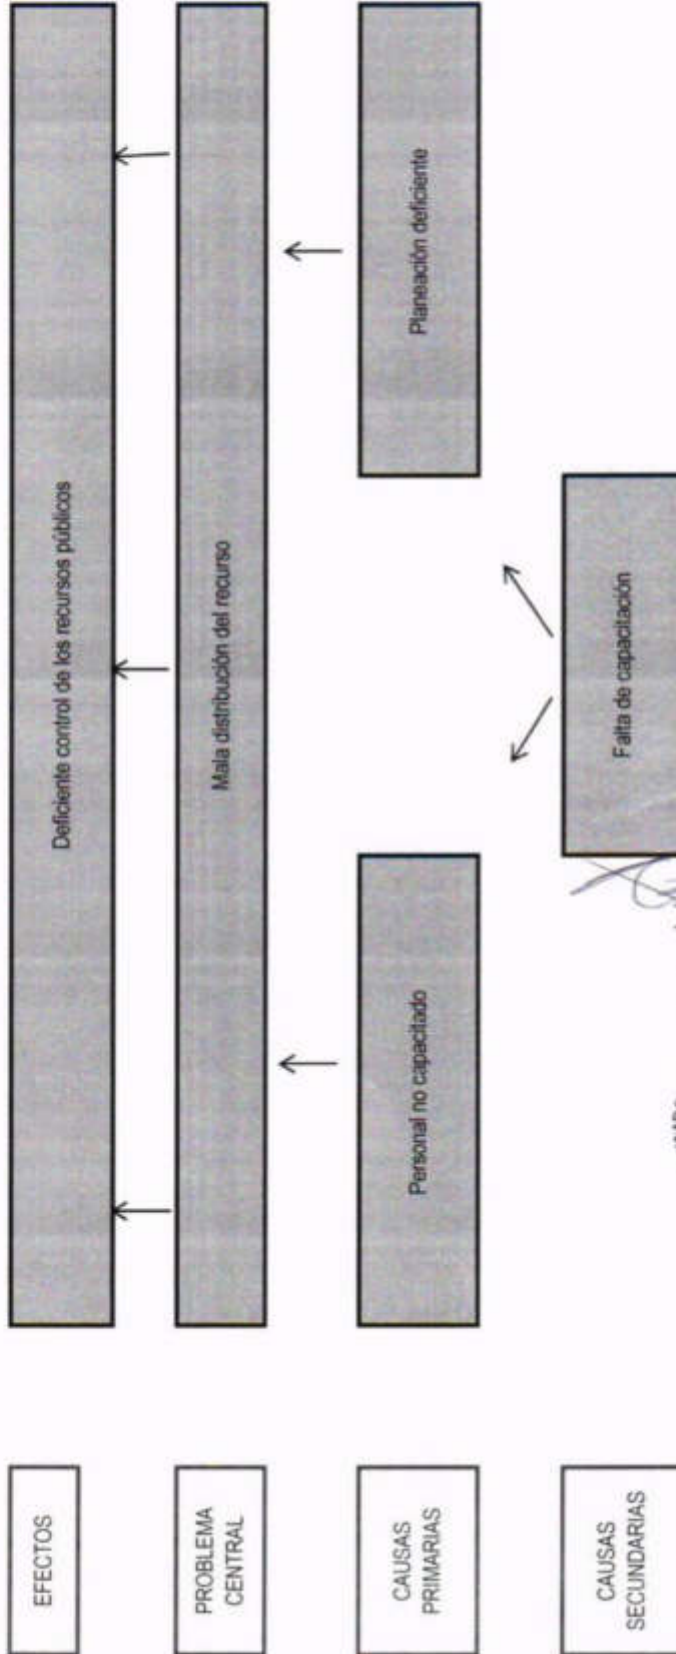 EFECTOS
Deficiente control de los recursos públicos
PROBLEMA
CENTRAL
Mala distribución del recurso
CAUSAS
PRIMARIAS
Personal no capacitado
Planeación deficiente
CAUSAS
SECUNDARIAS
Falta de capacitación